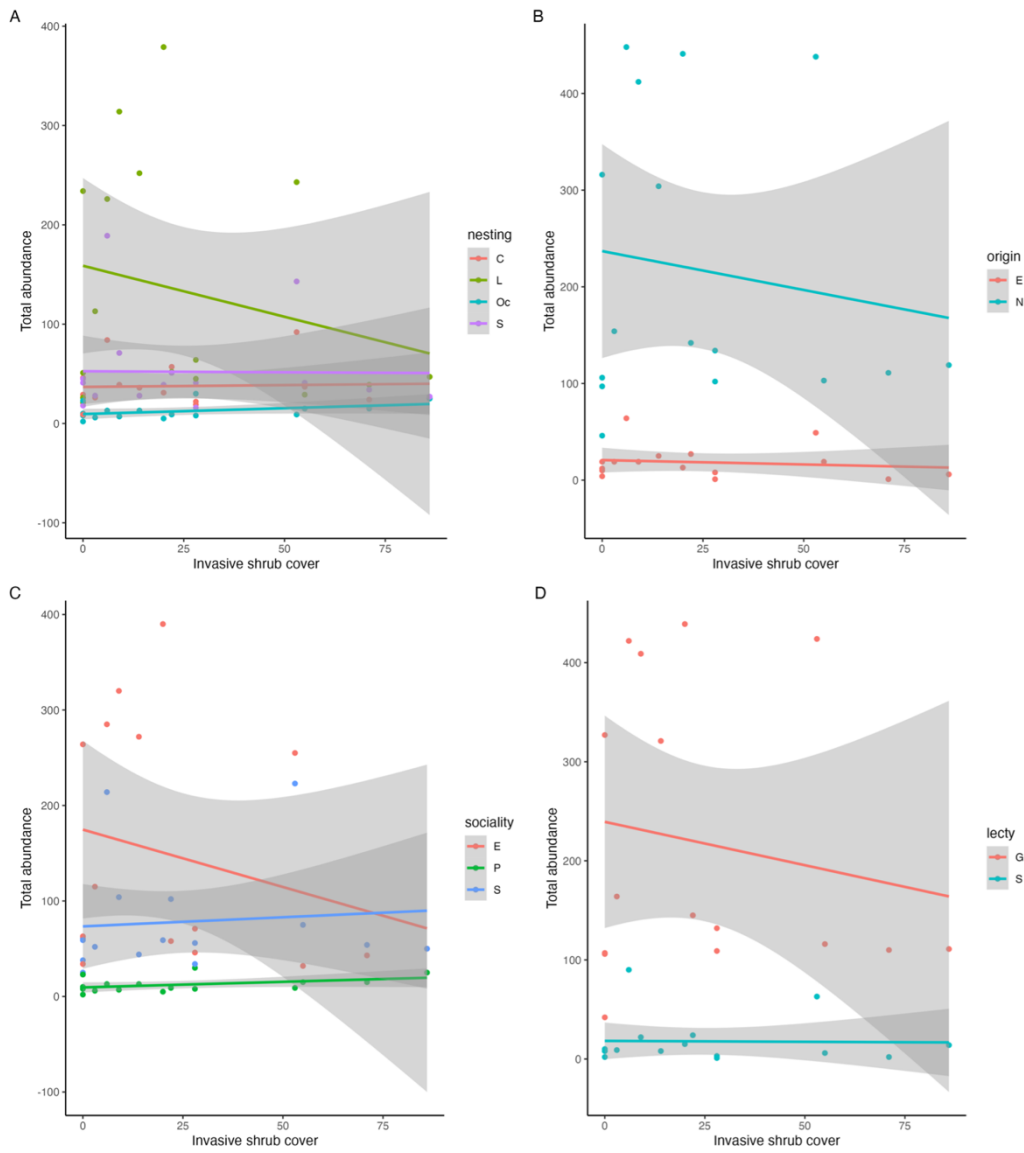 A
400
300
200
100
0
-100
0 25 50 75
Total abundance
Invasive shrub cover
nesting
C
L
Oc
S
B
400
300
200
100
0
0 25 50 75
Total abundance
Invasive shrub cover
origin
E
N
C
400
300
200
100
0
-100
0 25 50 75
Total abundance
Invasive shrub cover
sociality
E
P
S
D
400
300
200
100
0
0 25 50 75
Total abundance
Invasive shrub cover
lecty
G
S